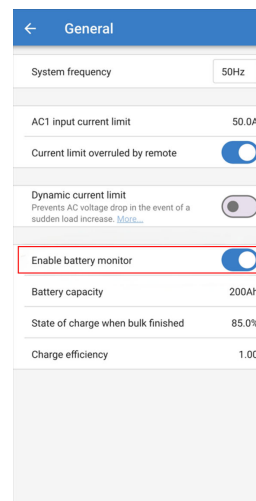 General
System frequency 50Hz
AC1 input current limit 50.0A
Current limit overruled by remote
Dynamic current limit
Prevents AC voltage drop in the event of a
sudden load increase. More...
Enable battery monitor
Battery capacity 200Ah
State of charge when bulk finished 85.0%
Charge efficiency 1.00